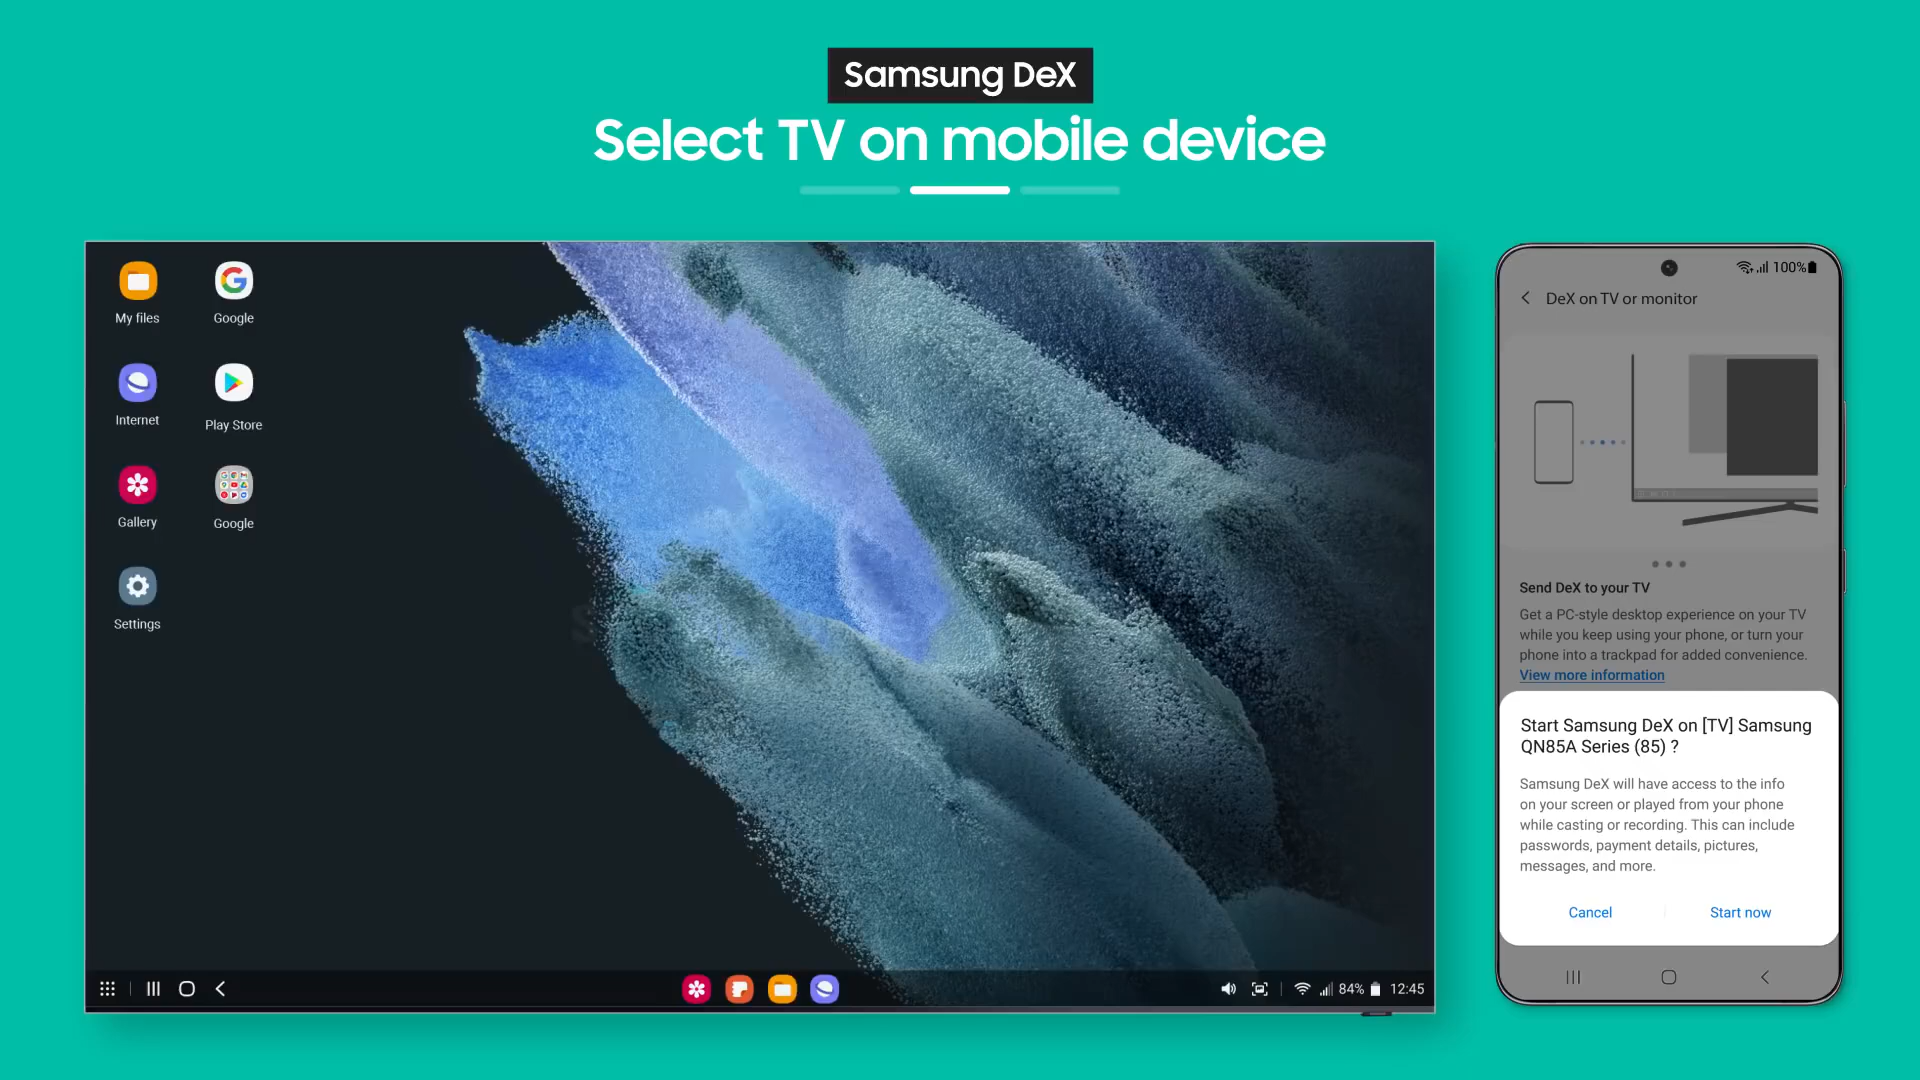 Samsung DeX
Select TV on mobile device
My files
Google
Internet
Play Store
Gallery
Google
Settings
84%
12:45
100%
DeX on TV or monitor
Send DeX to your TV
Get a PC-style desktop experience on your TV
while you keep using your phone, or turn your
phone into a trackpad for added convenience.
View more information
Start Samsung DeX on [TV] Samsung
QN85A Series (85) ?
Samsung DeX will have access to the info
on your screen or played from your phone
while casting or recording. This can include
passwords, payment details, pictures,
messages, and more.
Cancel
Start now